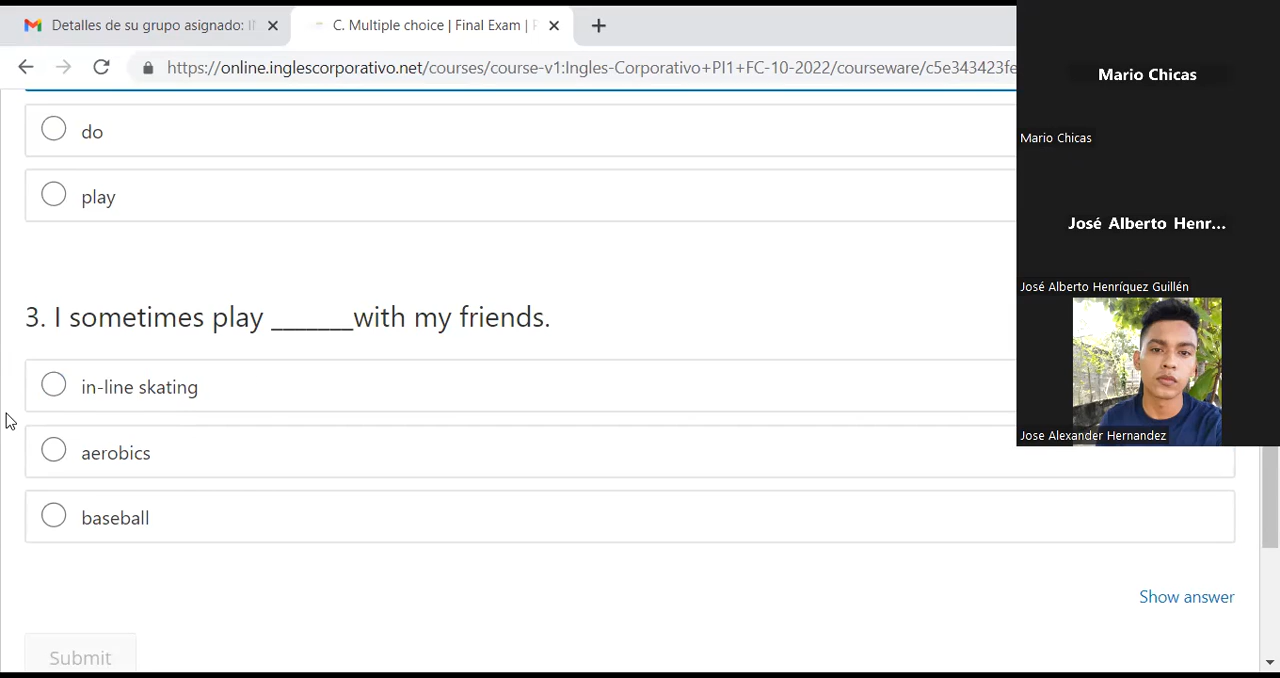 Detalles de su grupo asignado: IN
C. Multiple choice | Final Exam | P
https://online.inglescorporativo.net/courses/course-v1:Ingles-Corporativo+PI1+FC-10-2022/courseware/c5e343423fe
do
play
3. I sometimes play _______with my friends.
in-line skating
aerobics
baseball
Show answer
Submit
Mario Chicas
Mario Chicas
José Alberto Henr...
José Alberto Henríquez Guillén
Jose Alexander Hernandez